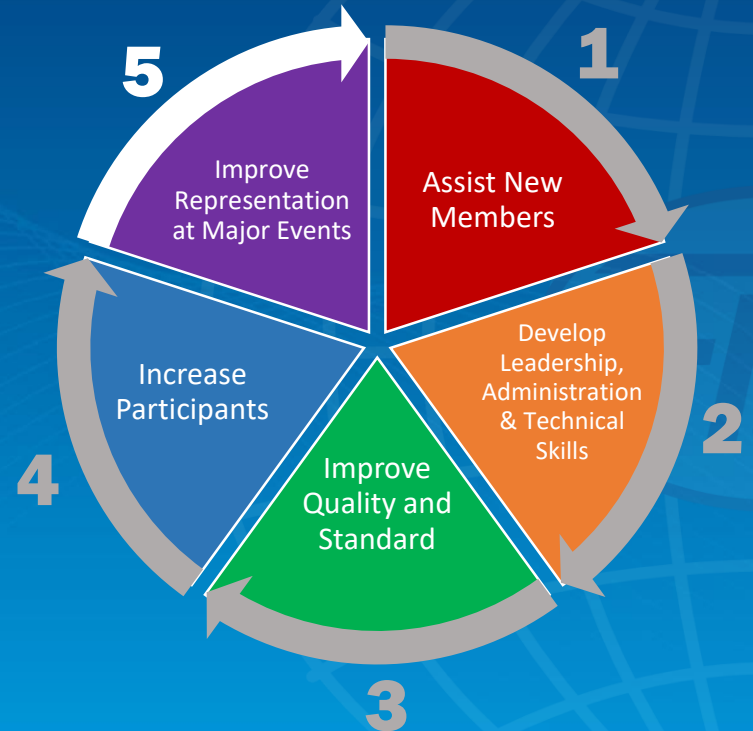 1
Assist New
Members
2
Develop
Leadership,
Administration
& Technical
Skills
3
Improve
Quality and
Standard
4
Increase
Participants
5
Improve
Representation
at Major Events